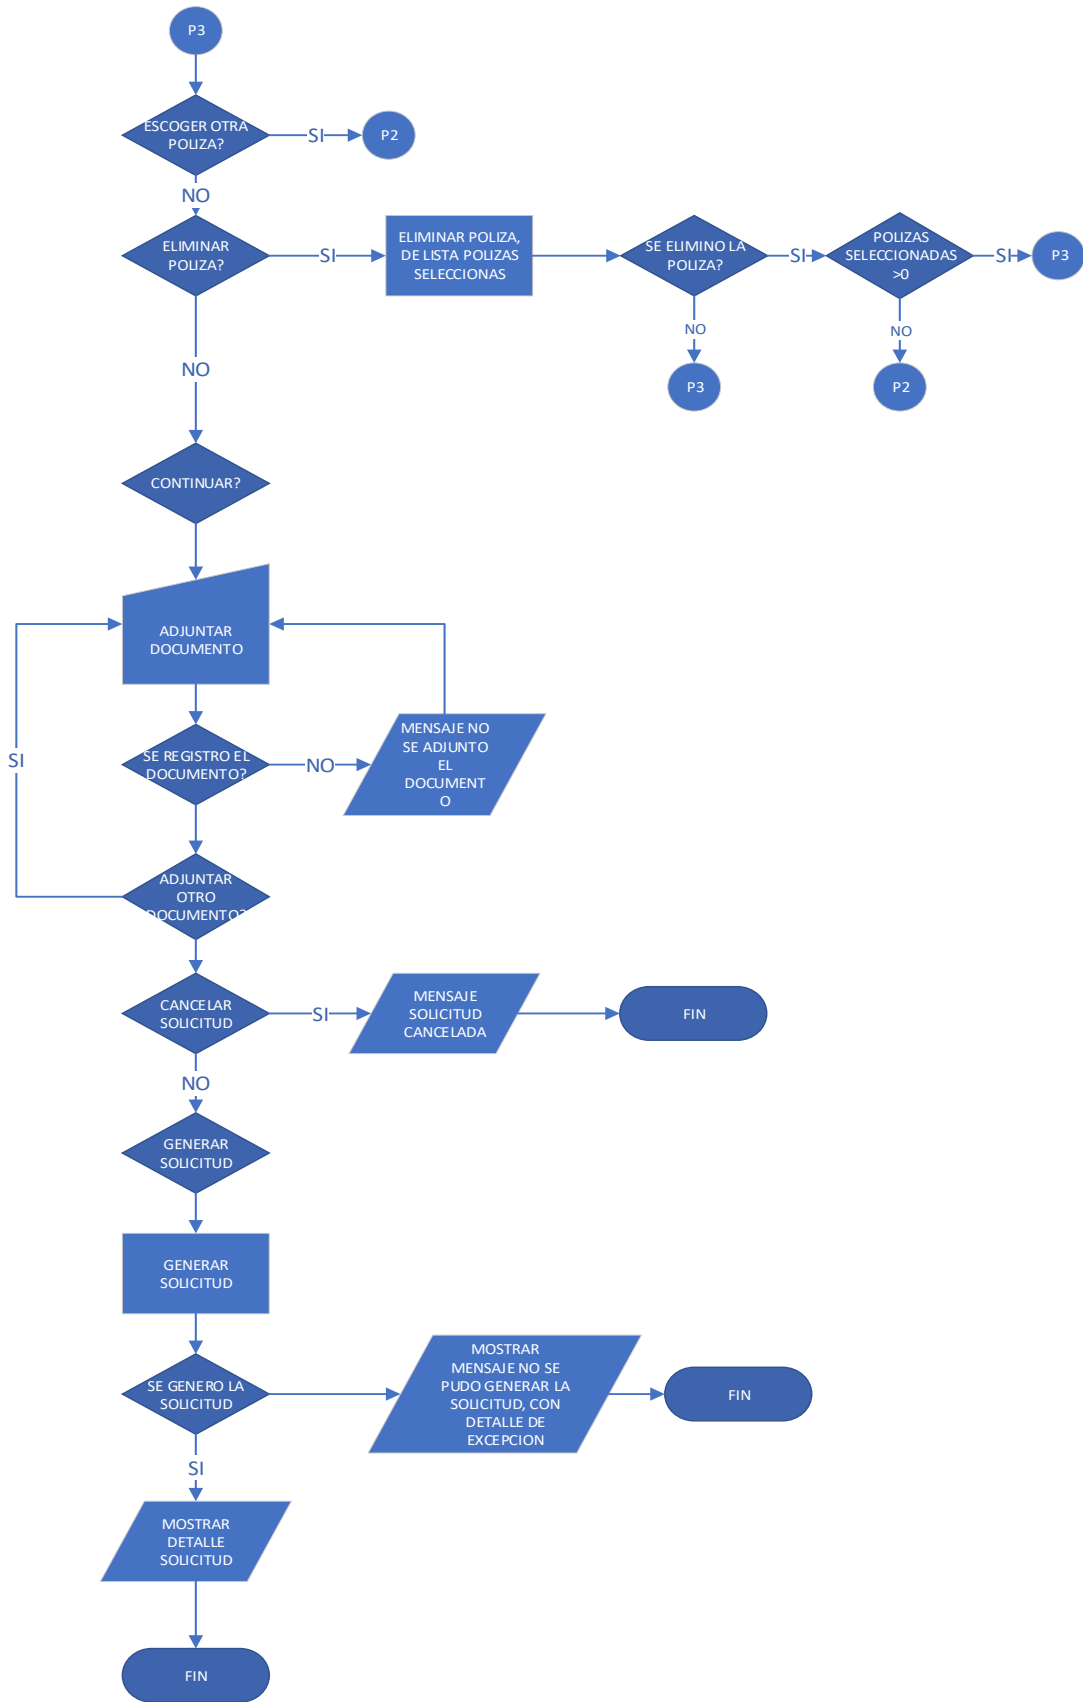 P3
ESCOGER OTRA
POLIZA?
SI
P2
NO
ELIMINAR
POLIZA?
SI
ELIMINAR POLIZA,
DE LISTA POLIZAS
SELECCIONAS
SE ELIMINO LA
POLIZA?
SI
POLIZAS
SELECCIONADAS
>0
SI
P3
NO
P3
NO
P2
NO
CONTINUAR?
ADJUNTAR
DOCUMENTO
SE REGISTRO EL
DOCUMENTO?
NO
MENSAJE NO
SE ADJUNTO
EL
DOCUMENT
O
SI
ADJUNTAR
OTRO
DOCUMENTO?
CANCELAR
SOLICITUD
SI
MENSAJE
SOLICITUD
CANCELADA
FIN
NO
GENERAR
SOLICITUD
GENERAR
SOLICITUD
SE GENERO LA
SOLICITUD
MOSTRAR
MENSAJE NO SE
PUDO GENERAR LA
SOLICITUD, CON
DETALLE DE
EXCEPCION
FIN
SI
MOSTRAR
DETALLE
SOLICITUD
FIN